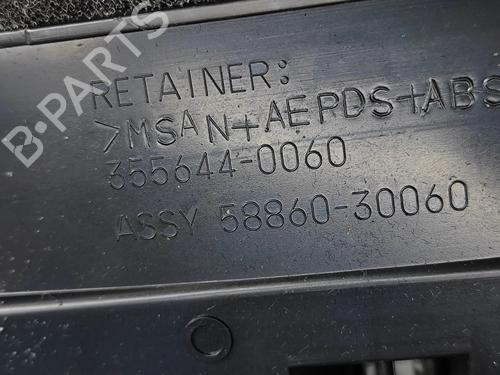 B-PARTS
RETAINER:
>MSAN+AEPDS+ABS
355644-0060
ASSY 58860-30060